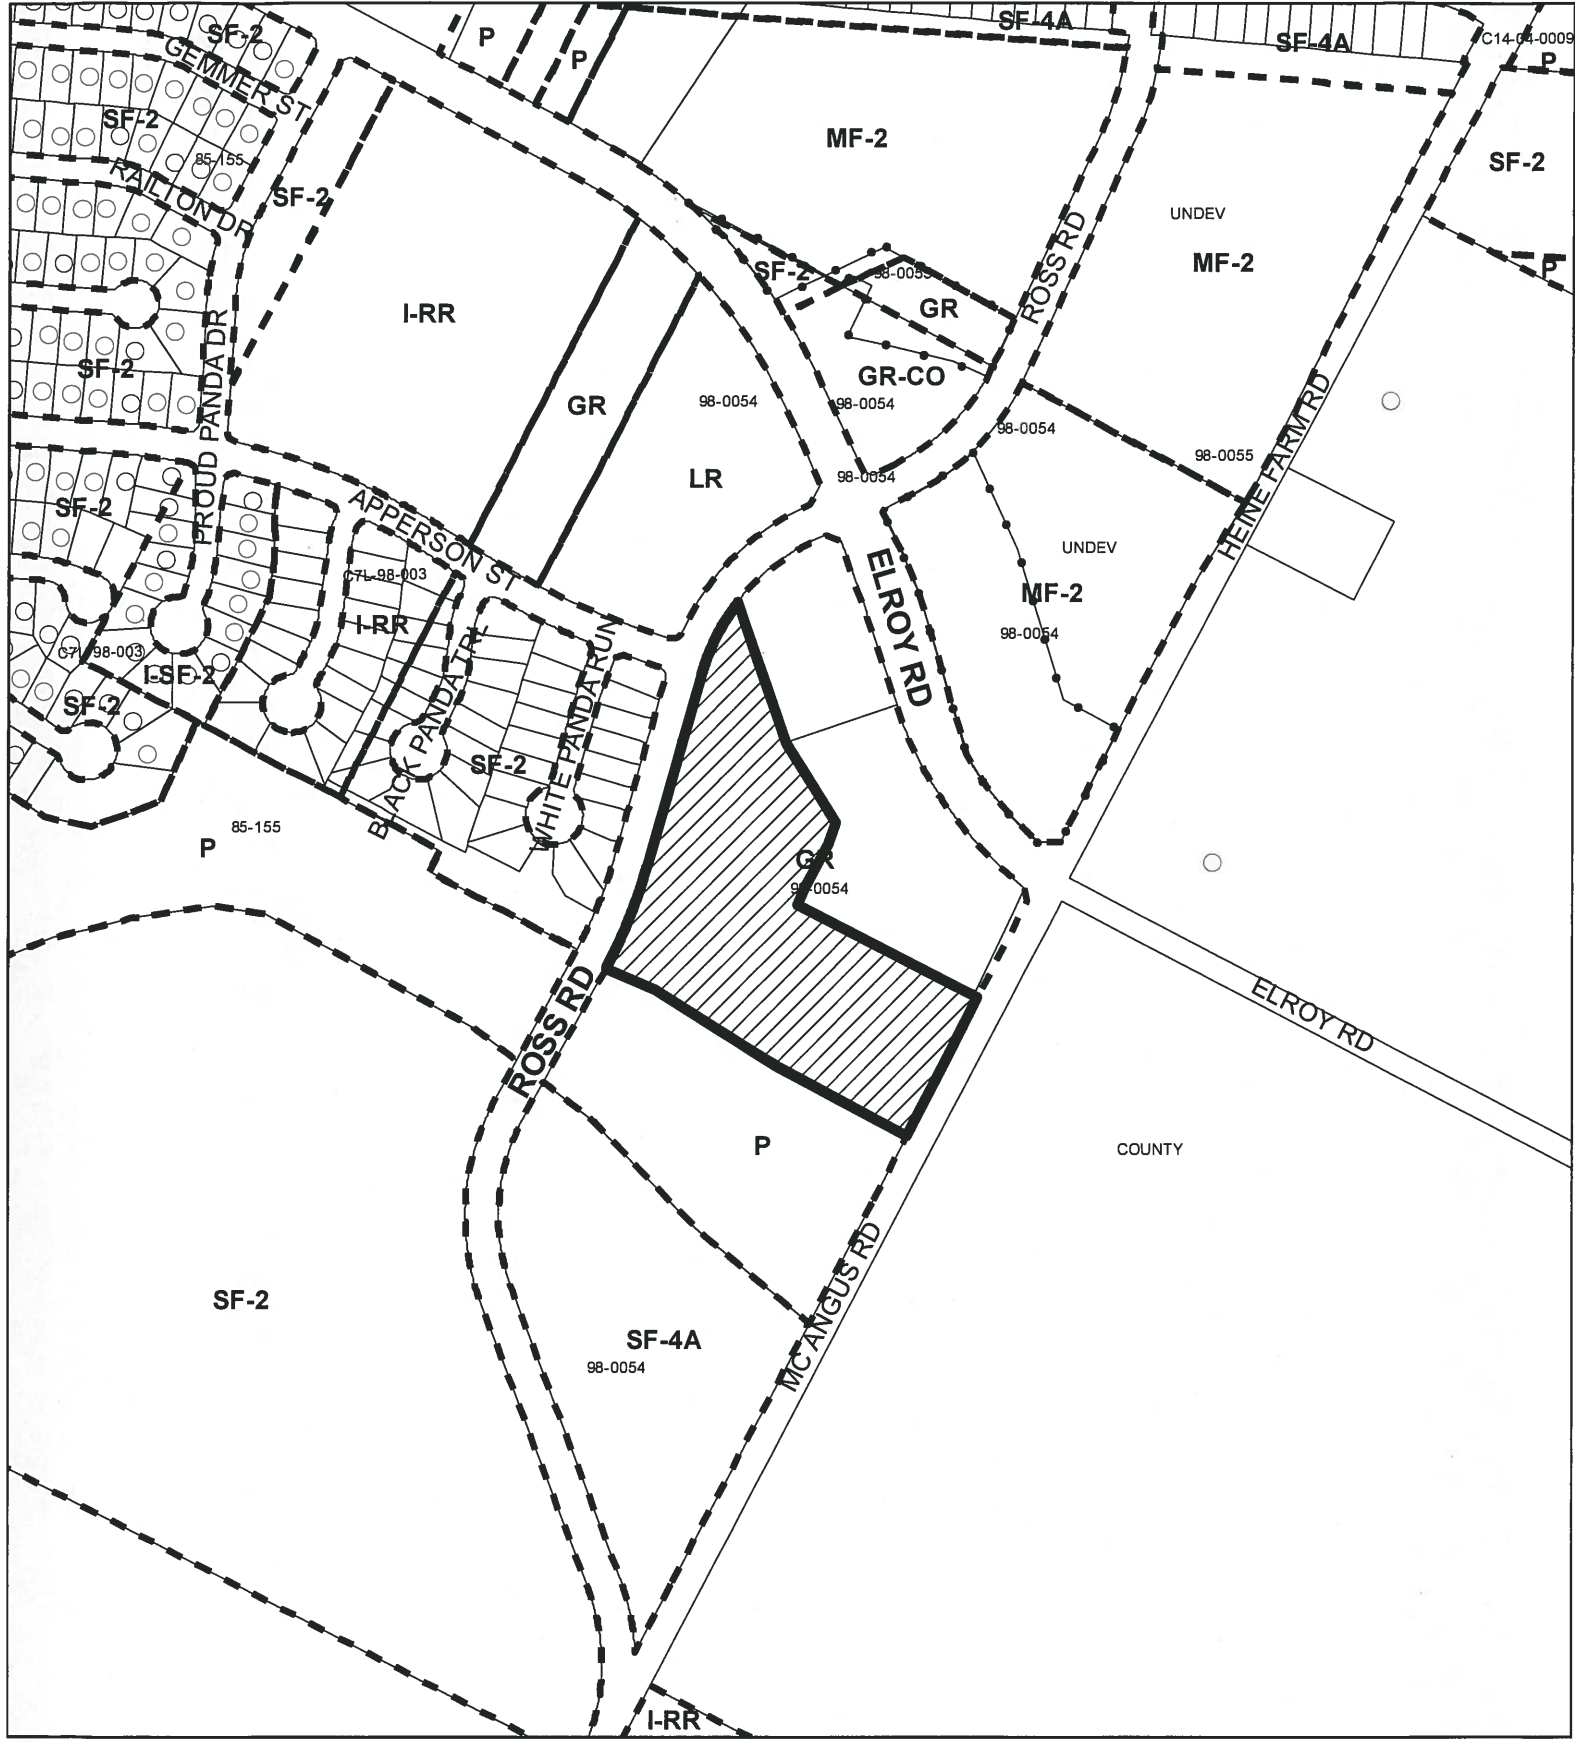 SF-4A
SF-2
P
SF-4A
C14-04-0009
GEMMER ST
P
P
SF-2
MF-2
85-155
SF-2
RAILTON DR
SF-2
UNDEV
ROSS RD
MF-2
SF-2
98-0055
P
I-RR
GR
PROUD PANDA DR
SF-2
GR-CO
GR
98-0054
98-0054
HEINE FARM RD
98-0054
98-0055
LR
98-0054
SF-2
APPERSON ST
UNDEV
C7L-98-003
ELROY RD
MF-2
I-RR
98-0054
C7L-98-003
I-SF-2
BLACK PANDA TRL
WHITE PANDA RUN
SF-2
SF-2
85-155
P
GR
98-0054
ROSS RD
ELROY RD
P
COUNTY
MC ANGUS RD
SF-2
SF-4A
98-0054
I-RR